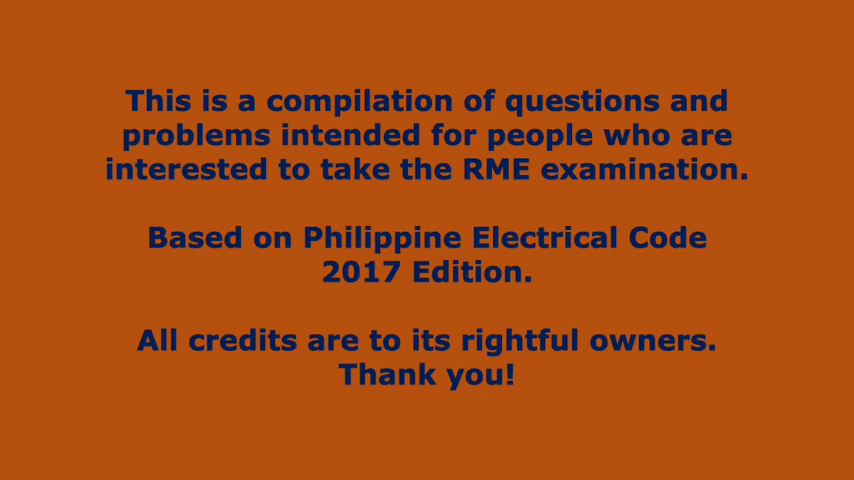 This is a compilation of questions and
problems intended for people who are
interested to take the RME examination.
Based on Philippine Electrical Code
2017 Edition.
All credits are to its rightful owners.
Thank you!